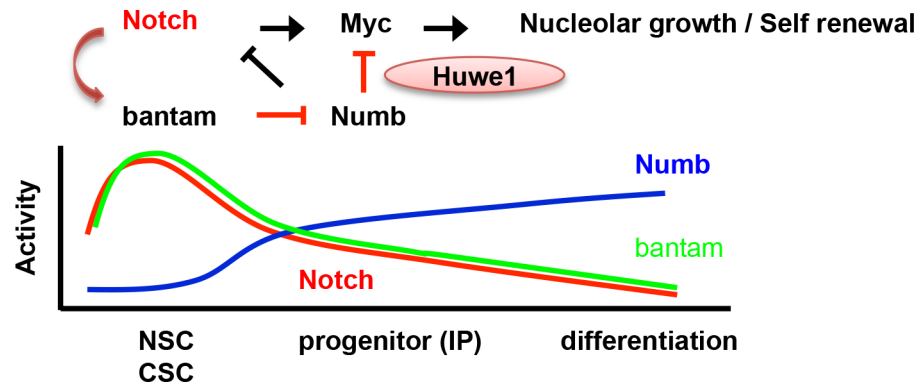 Notch Myc Nucleolar growth / Self renewal
Huwe1
bantam Numb
Activity
Numb
bantam
Notch
NSC progenitor (IP) differentiation
CSC